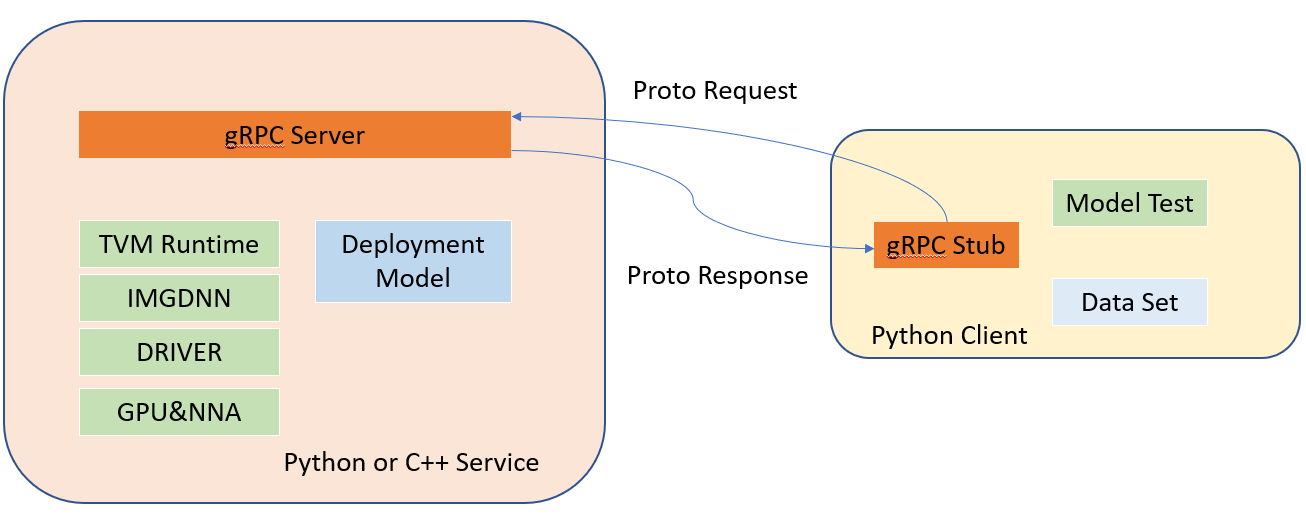 Proto Request
gRPC Server
Model Test
TVM Runtime
Deployment
Model
gRPC Stub
Proto Response
IMGDNN
Data Set
Python Client
DRIVER
GPU&NNA
Python or C++ Service